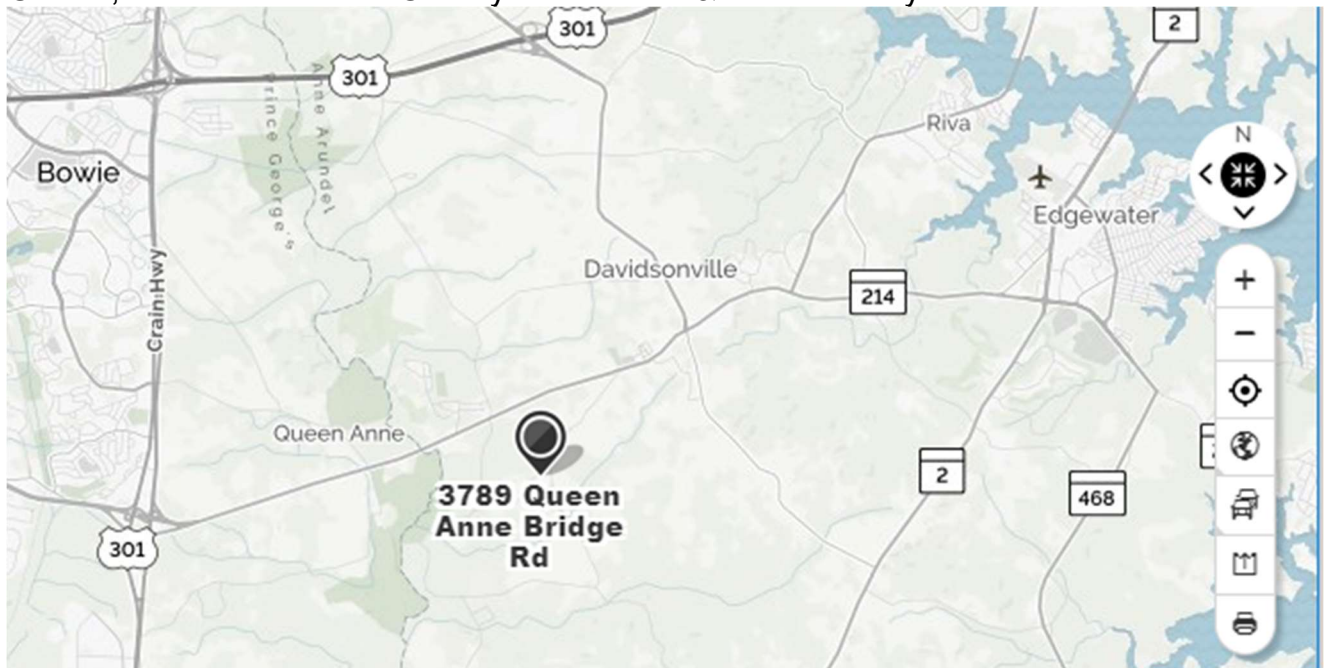 301
2
301
Prince George's
Anne Arundel
Riva
N
Bowie
Edgewater
Crain Hwy
Davidsonville
214
Queen Anne
2
468
3789 Queen
Anne Bridge
Rd
301